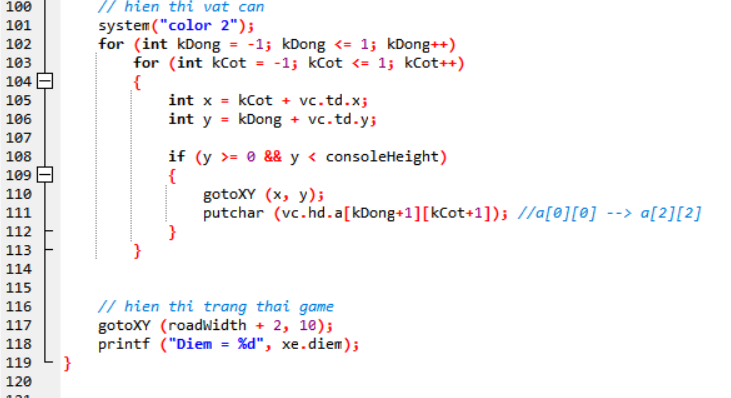 100 // hien thi vat can
101 system("color 2");
102 for (int kDong = -1; kDong <= 1; kDong++)
103 for (int kCot = -1; kCot <= 1; kCot++)
104 {
105 int x = kCot + vc.td.x;
106 int y = kDong + vc.td.y;
107
108 if (y >= 0 && y < consoleHeight)
109 {
110 gotoXY (x, y);
111 putchar (vc.hd.a[kDong+1][kCot+1]); //a[0][0] --> a[2][2]
112 }
113 }
114
115
116 // hien thi trang thai game
117 gotoXY (roadWidth + 2, 10);
118 printf ("Diem = %d", xe.diem);
119 }
120